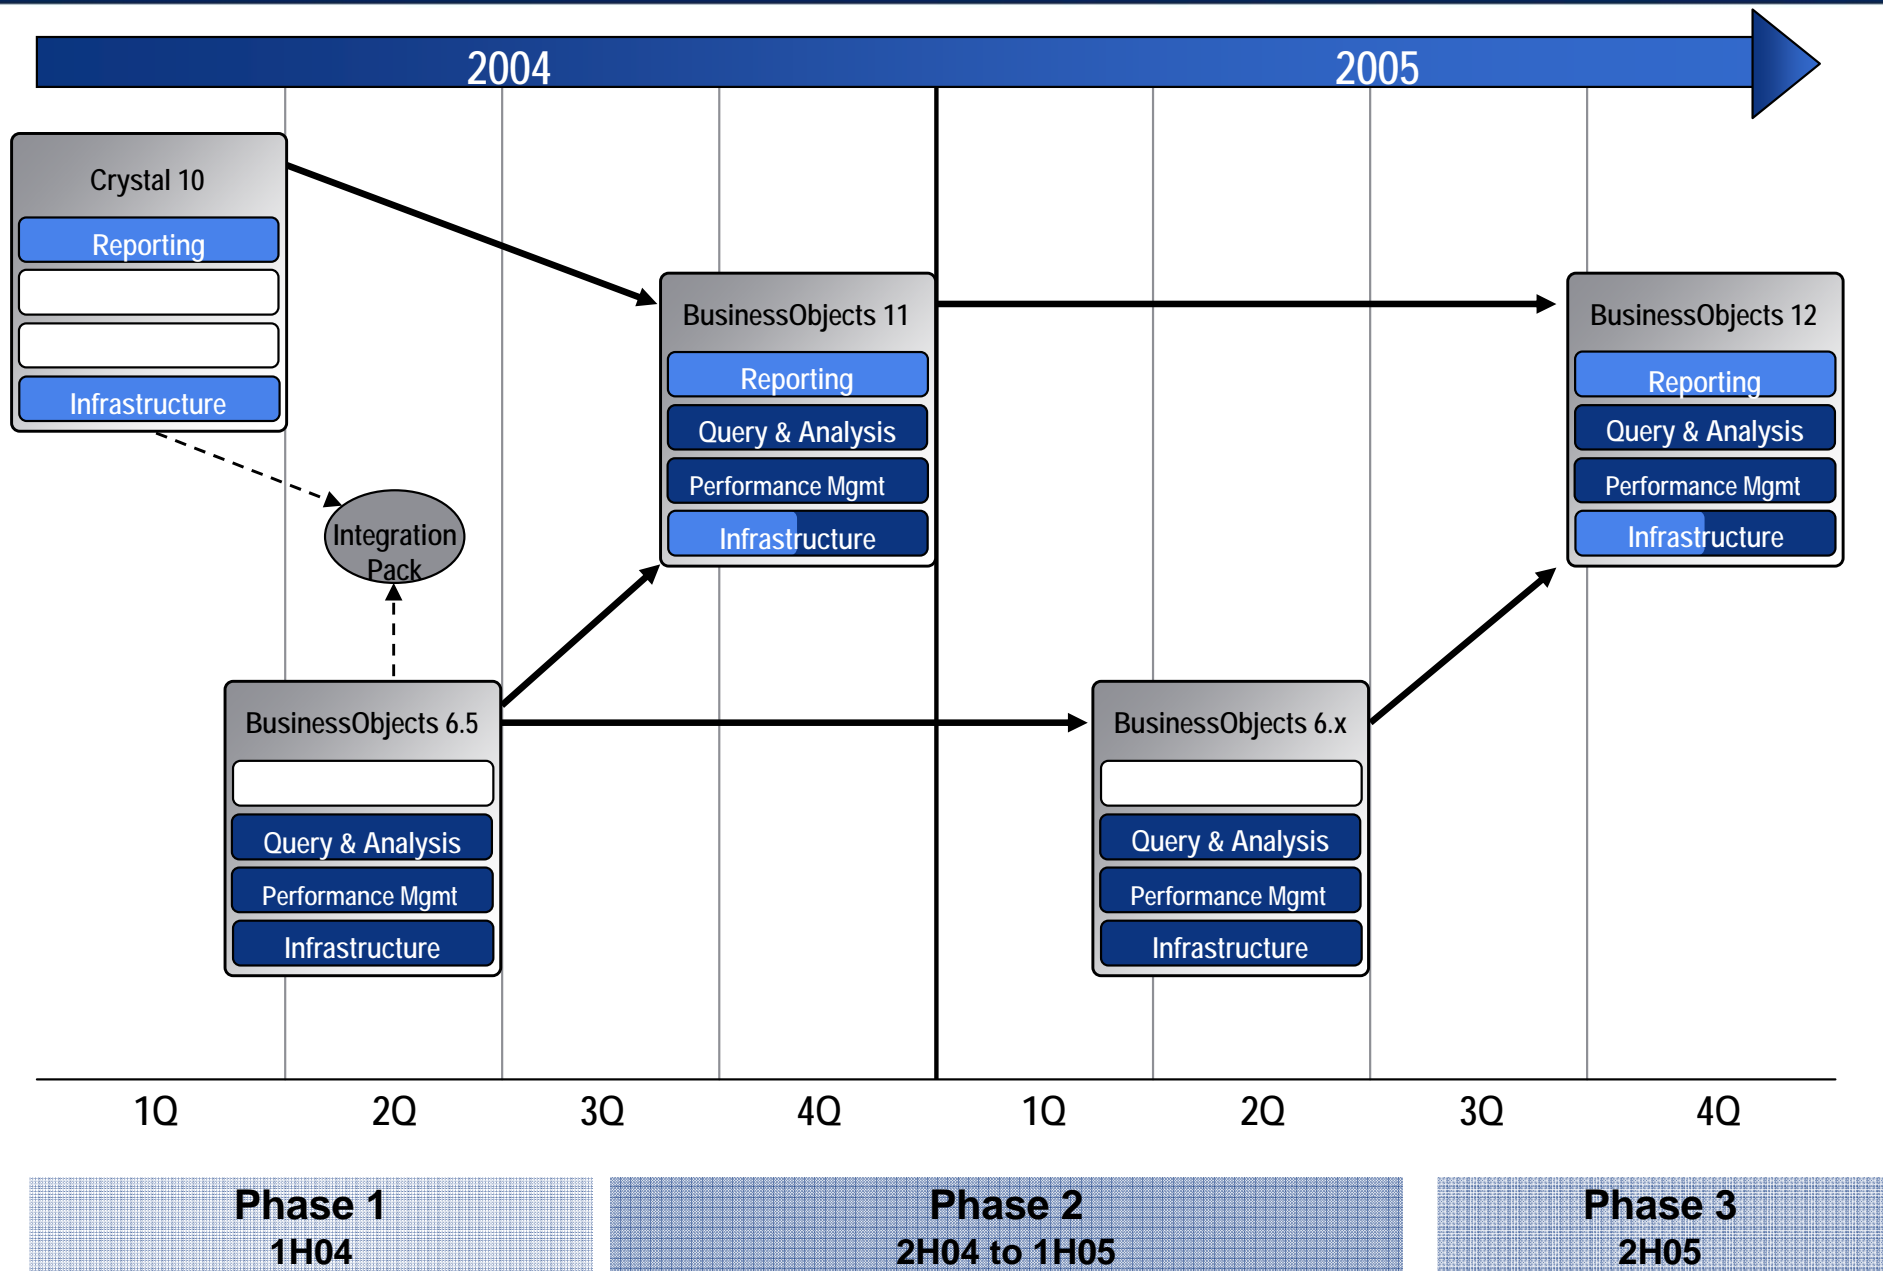 2004
2005
Crystal 10
Reporting
Infrastructure
Integration
Pack
BusinessObjects 11
Reporting
Query & Analysis
Performance Mgmt
Infrastructure
BusinessObjects 12
Reporting
Query & Analysis
Performance Mgmt
Infrastructure
BusinessObjects 6.5
Query & Analysis
Performance Mgmt
Infrastructure
BusinessObjects 6.x
Query & Analysis
Performance Mgmt
Infrastructure
1Q
2Q
3Q
4Q
1Q
2Q
3Q
4Q
Phase 1
1H04
Phase 2
2H04 to 1H05
Phase 3
2H05